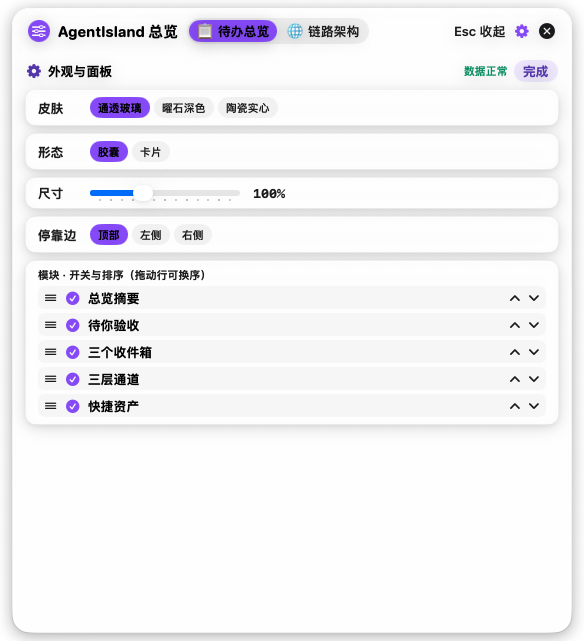 AgentIsland 总览 待办总览 链路架构 Esc 收起
外观与面板 数据正常 完成
皮肤 通透玻璃 曜石深色 陶瓷实心
形态 胶囊 卡片
尺寸 100%
停靠边 顶部 左侧 右侧
模块 · 开关与排序（拖动行可换序）
总览摘要
待你验收
三个收件箱
三层通道
快捷资产